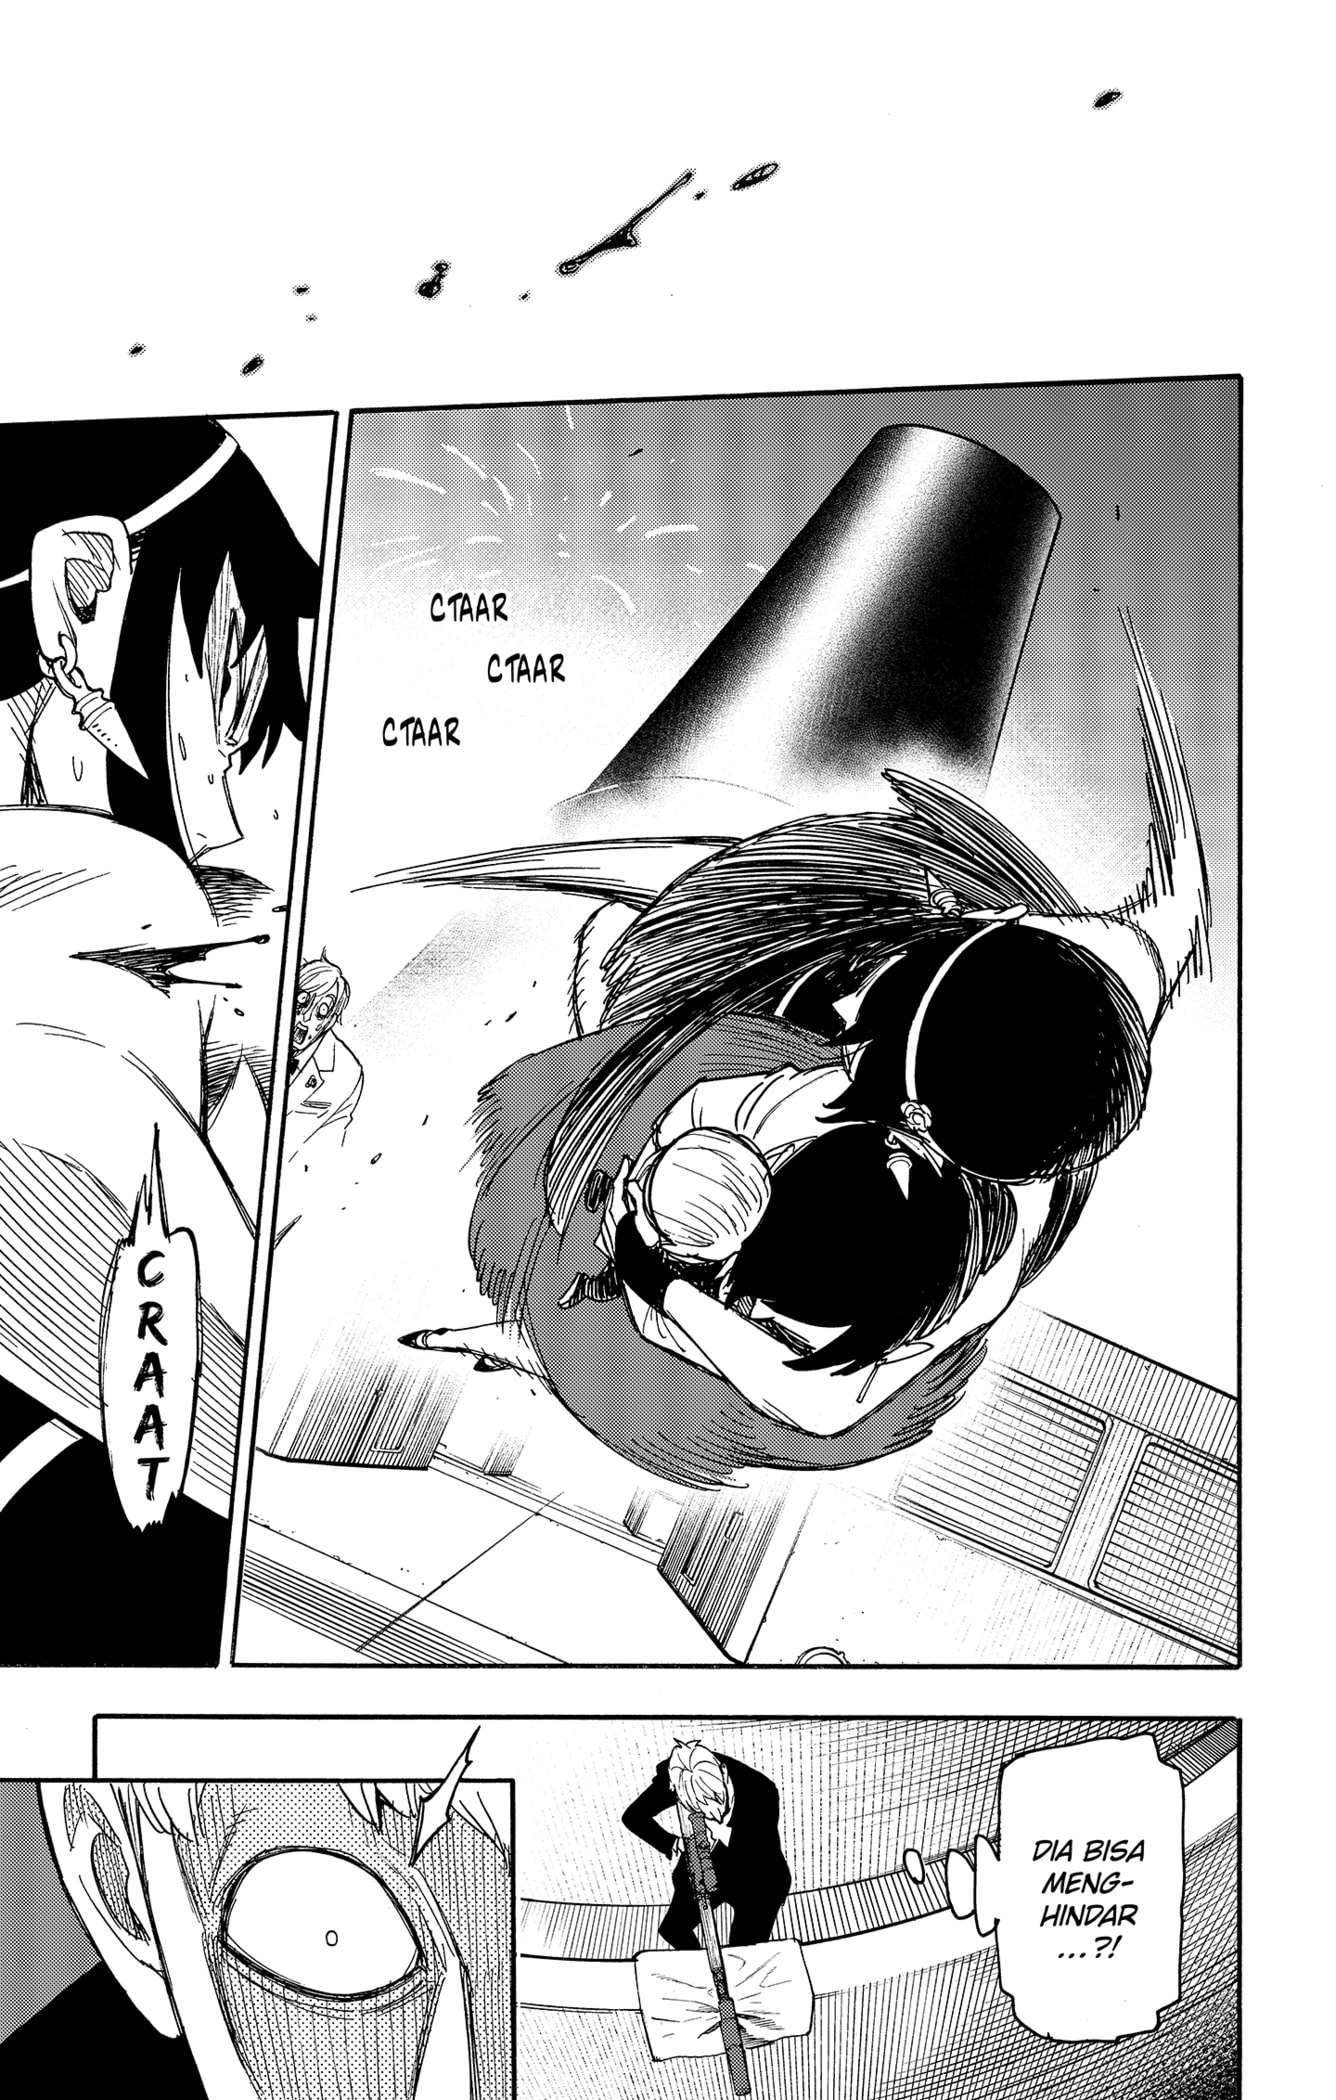 CTAAR
CTAAR
CTAAR
CRAAT
DIA BISA
MENG-
HINDAR
...?!